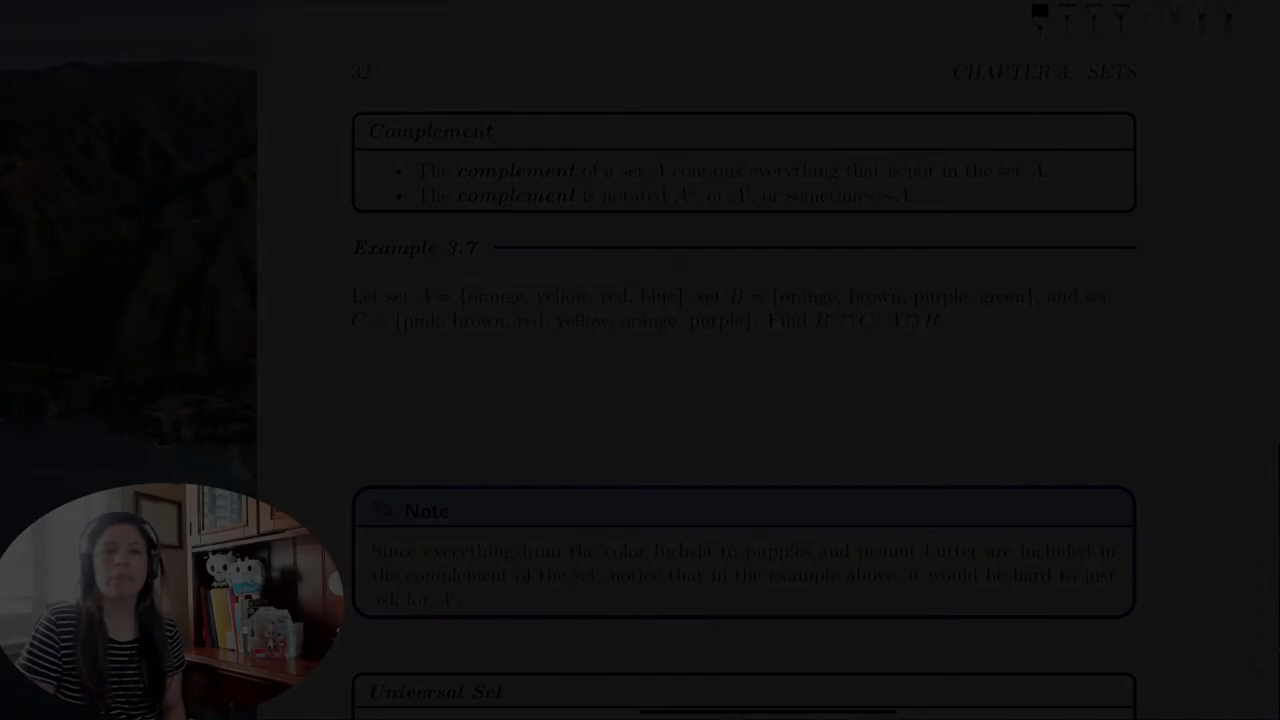 32 CHAPTER 3. SETS
Complement
• The complement of a set A contains everything that is not in the set A.
• The complement is notated Aᶜ, or A′, or sometimes ~A.
Example 3.7
Let set A = {orange, yellow, red, blue}, set B = {orange, brown, purple, green}, and set
C = {pink, brown, red, yellow, orange, purple}. Find
Note
Since everything from the color fuchsia to puppies and peanut butter are included in
the complement of the set, notice that in the example above, it would be hard to just
ask for
Universal Set